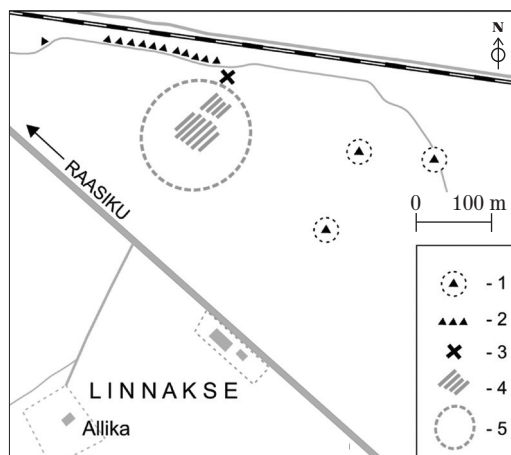 N
RAASIKU
0 100 m
- 1
- 2
- 3
- 4
- 5
LINNAKSE
Allika